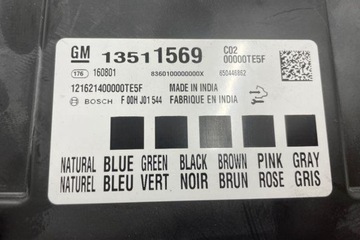 GM 13511569 C02
00000TE5F
176 160801 8360100000000X 650446862
121621400000TE5F MADE IN INDIA
BOSCH F 00H J01 544 FABRIQUE EN INDIA
NATURAL BLUE GREEN BLACK BROWN PINK GRAY
NATUREL BLEU VERT NOIR BRUN ROSE GRIS